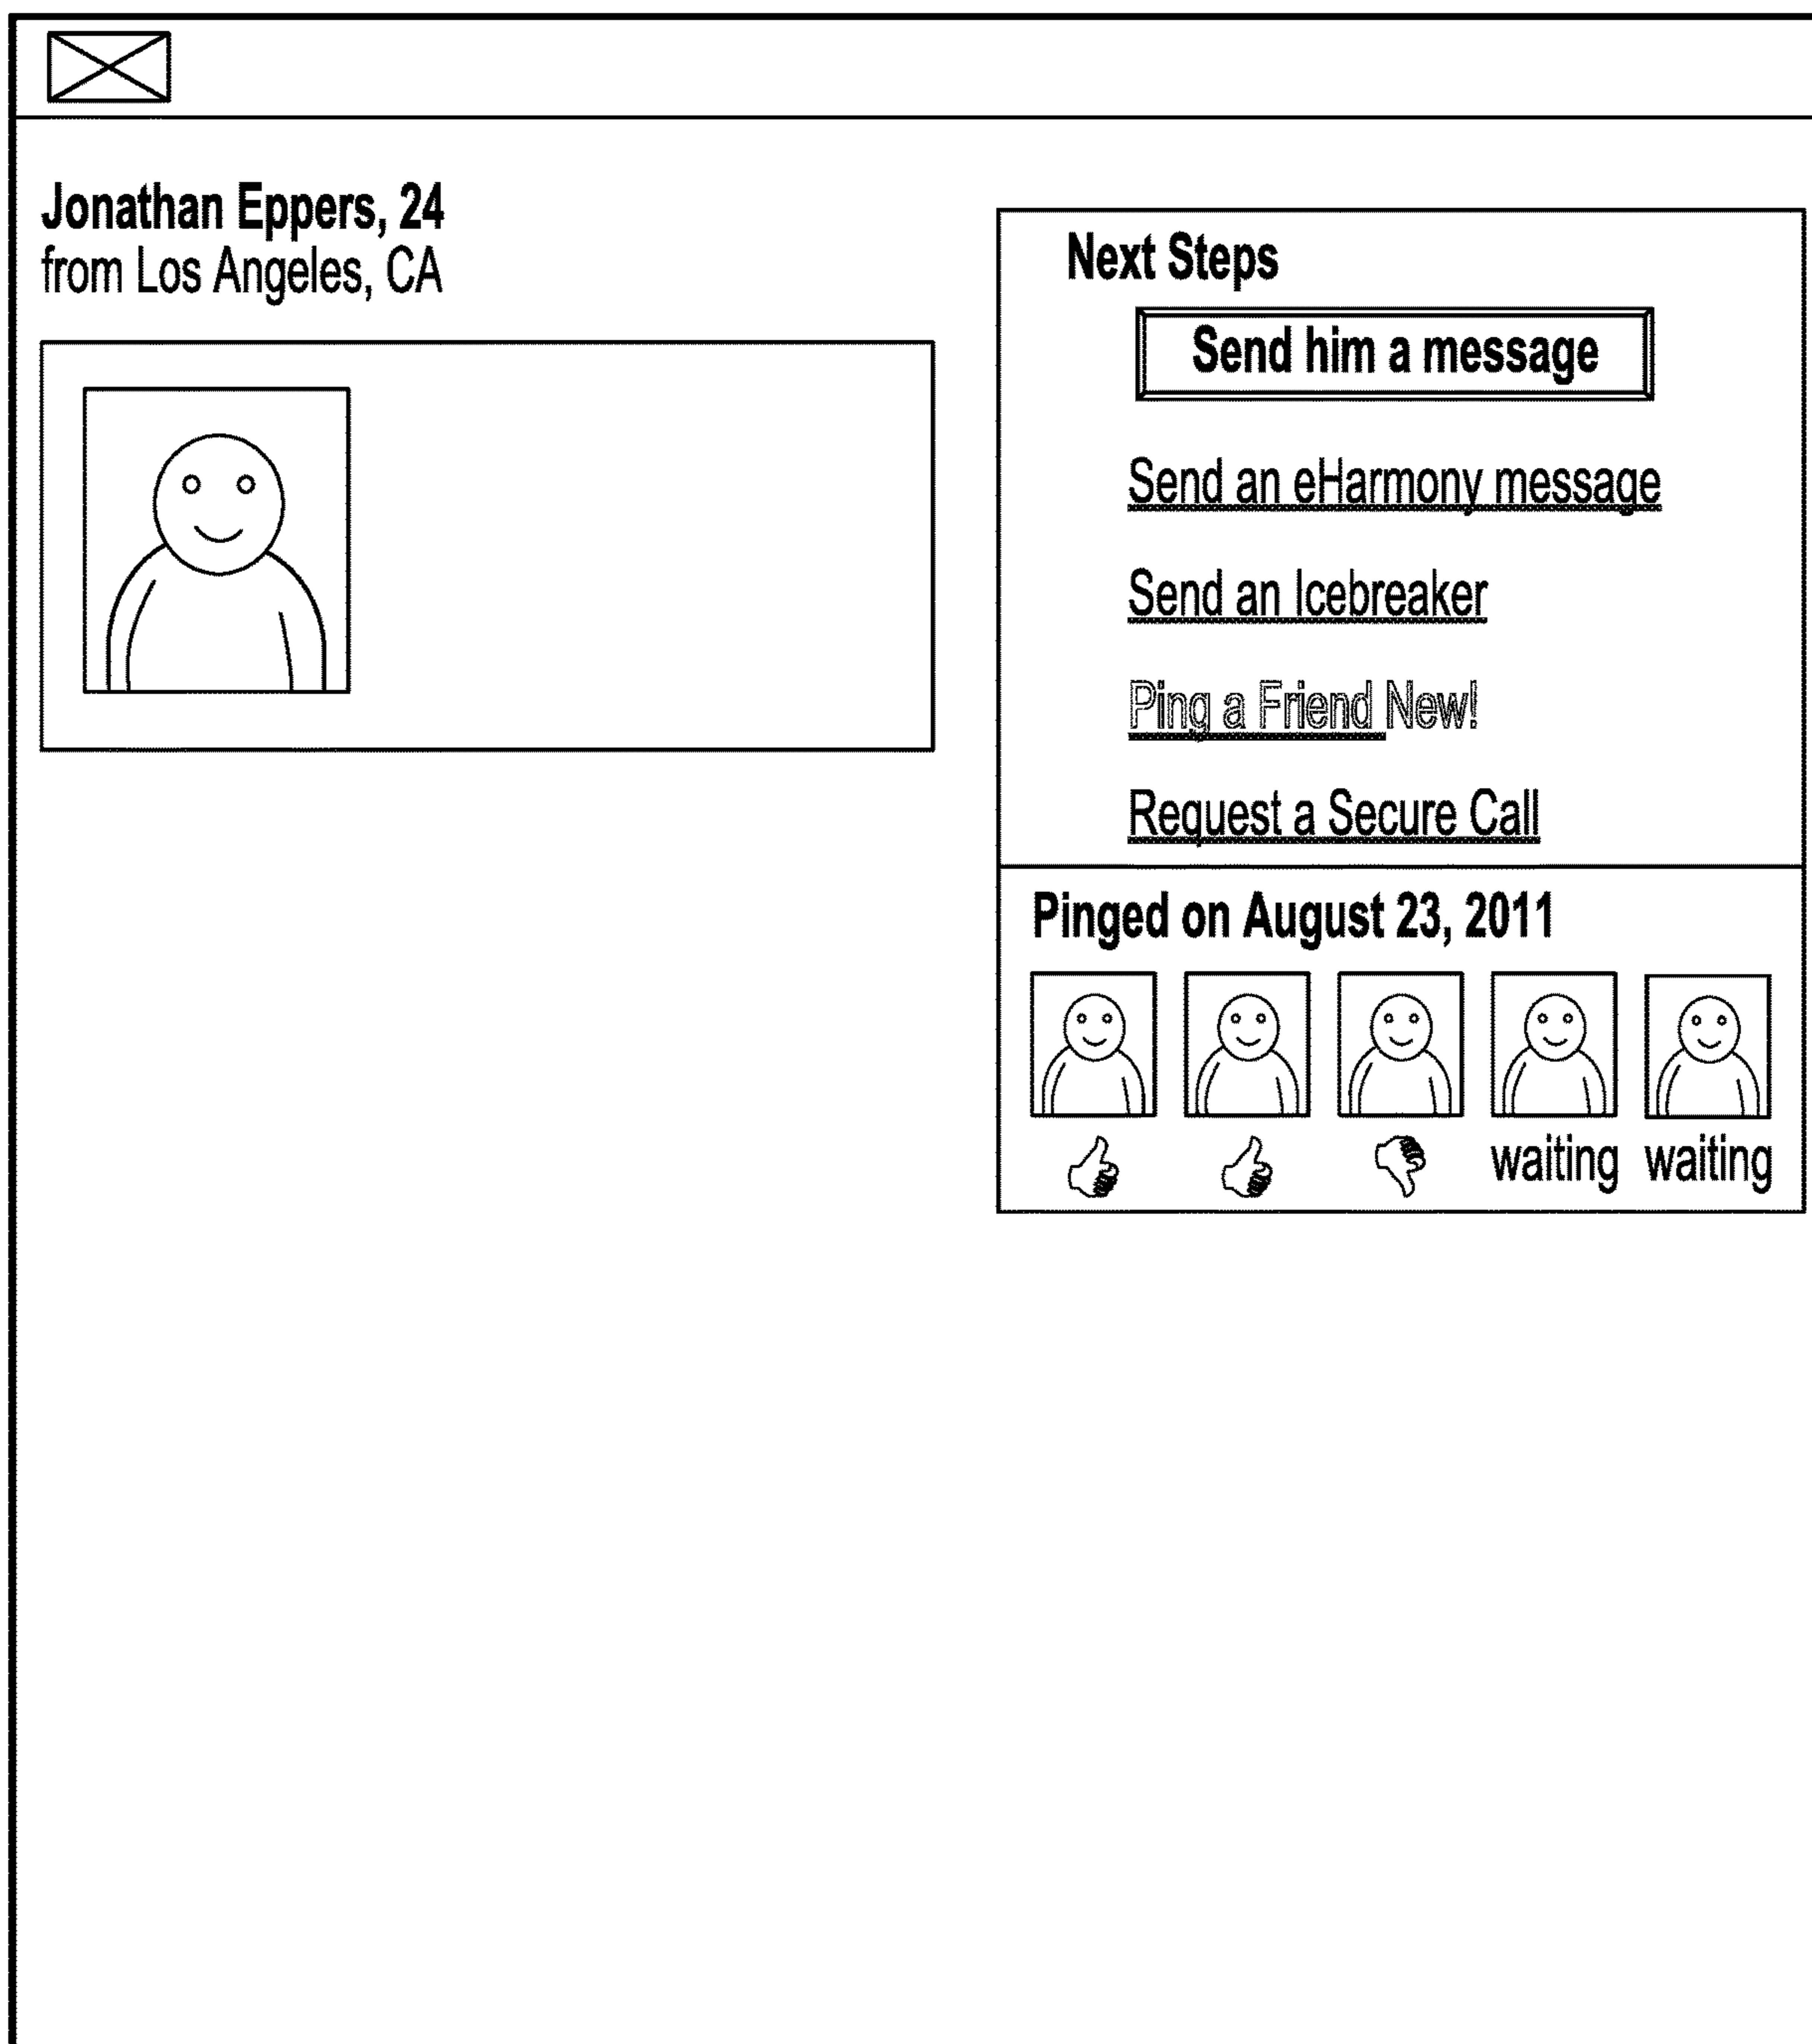 Jonathan Eppers, 24
from Los Angeles, CA
Next Steps
Send him a message
Send an eHarmony message
Send an Icebreaker
Ping a Friend New!
Request a Secure Call
Pinged on August 23, 2011
waiting waiting